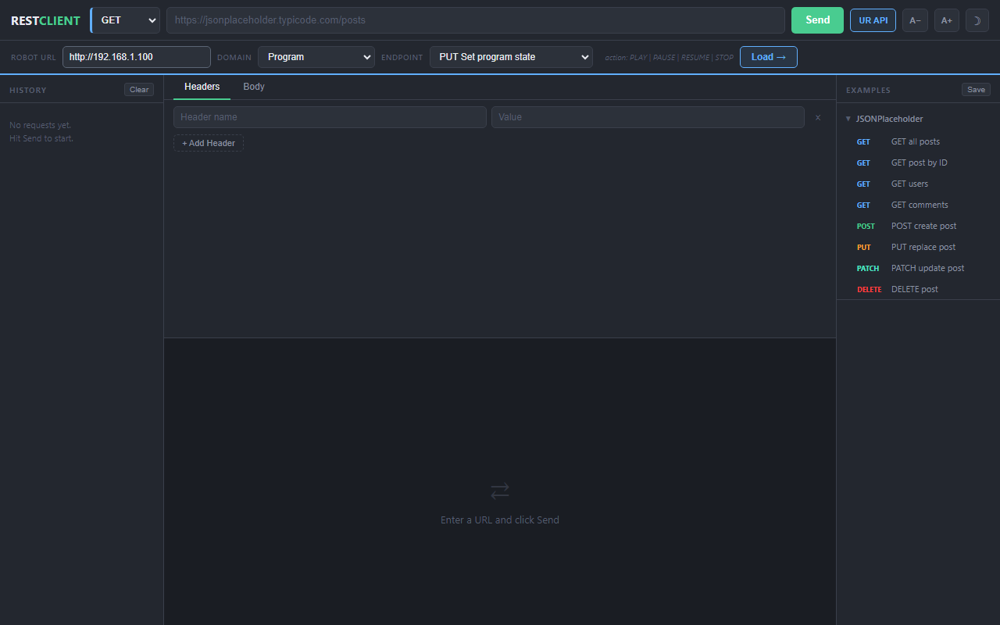 RESTCLIENT GET https://jsonplaceholder.typicode.com/posts Send UR API A− A+ ☽
ROBOT URL http://192.168.1.100 DOMAIN Program ENDPOINT PUT Set program state action: PLAY | PAUSE | RESUME | STOP Load →
HISTORY Clear
No requests yet.
Hit Send to start.
Headers Body
Header name Value x
+ Add Header
Enter a URL and click Send
EXAMPLES Save
▼ JSONPlaceholder
GET GET all posts
GET GET post by ID
GET GET users
GET GET comments
POST POST create post
PUT PUT replace post
PATCH PATCH update post
DELETE DELETE post